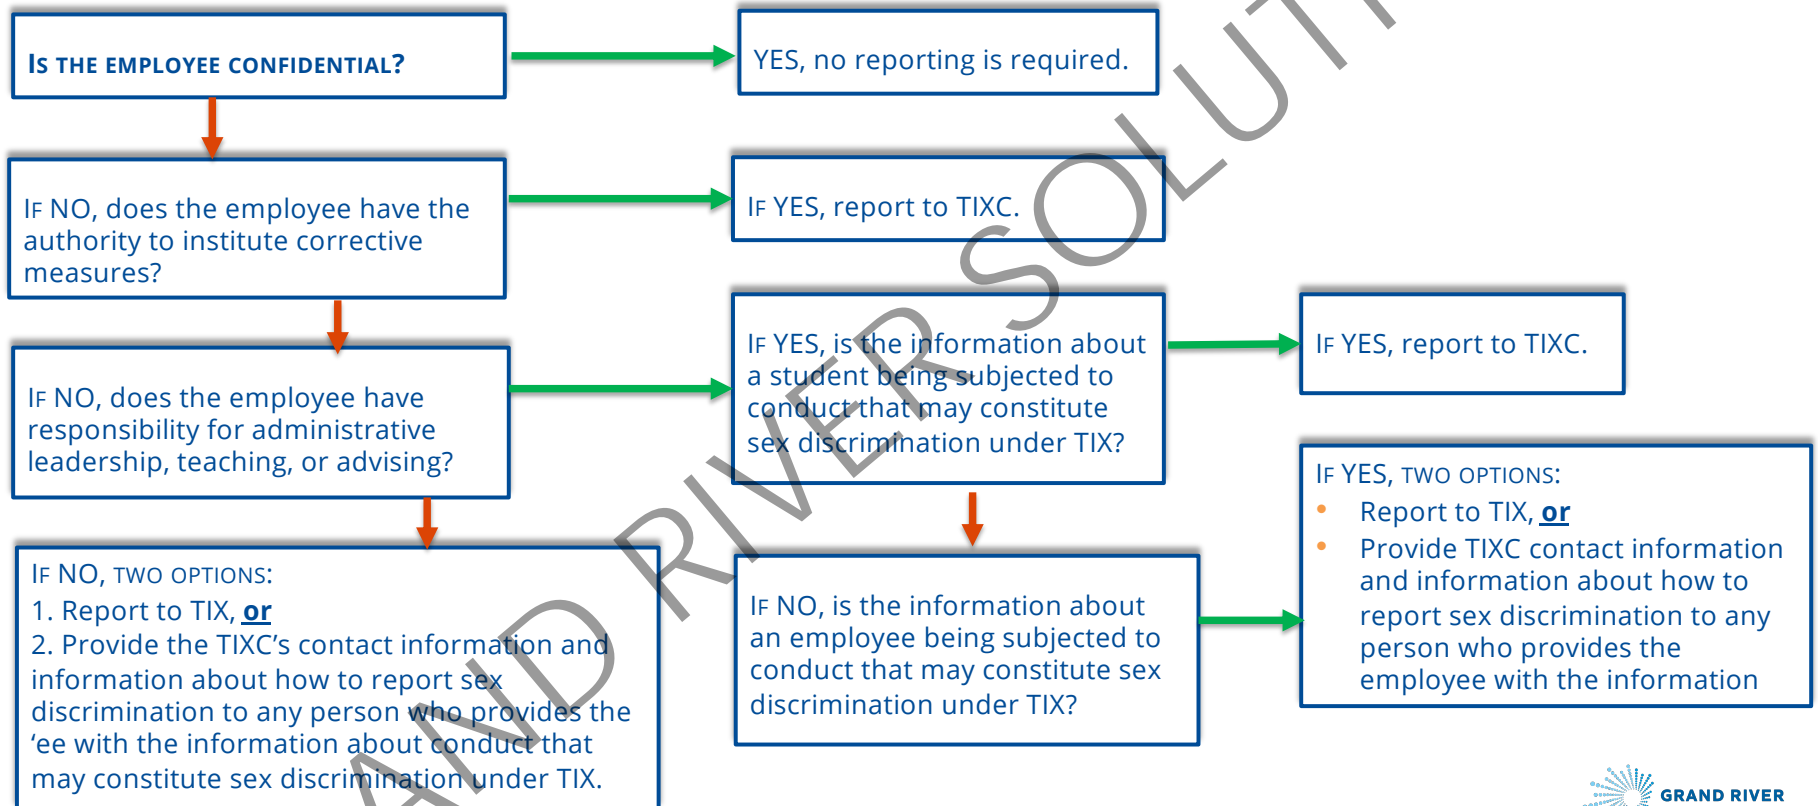 IS THE EMPLOYEE CONFIDENTIAL?
YES, no reporting is required.
IF NO, does the employee have the
authority to institute corrective
measures?
IF YES, report to TIXC.
IF NO, does the employee have
responsibility for administrative
leadership, teaching, or advising?
IF YES, is the information about
a student being subjected to
conduct that may constitute
sex discrimination under TIX?
IF YES, report to TIXC.
IF NO, TWO OPTIONS:
1. Report to TIX, or
2. Provide the TIXC's contact information and
information about how to report sex
discrimination to any person who provides the
‘ee with the information about conduct that
may constitute sex discrimination under TIX.
IF NO, is the information about
an employee being subjected to
conduct that may constitute sex
discrimination under TIX?
IF YES, TWO OPTIONS:
• Report to TIX, or
• Provide TIXC contact information
and information about how to
report sex discrimination to any
person who provides the
employee with the information
AND RIVER SOLUT
GRAND RIVER